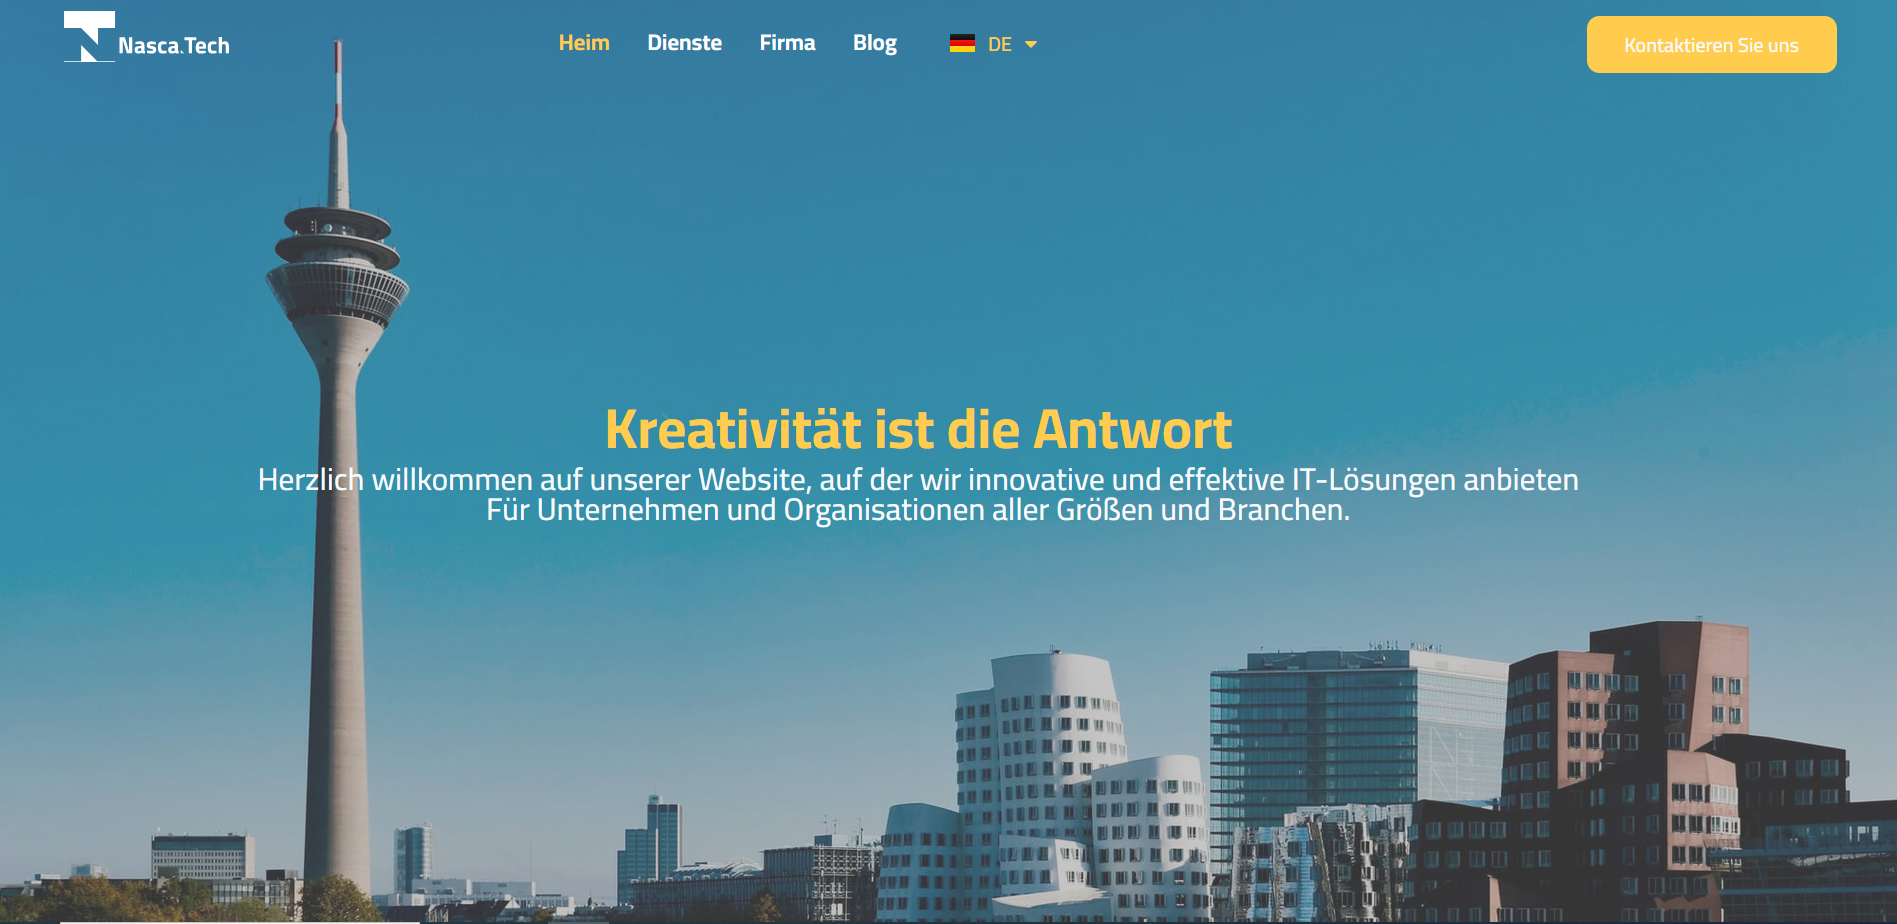 Nasca.Tech
Heim Dienste Firma Blog DE
Kontaktieren Sie uns
Kreativität ist die Antwort
Herzlich willkommen auf unserer Website, auf der wir innovative und effektive IT-Lösungen anbieten
Für Unternehmen und Organisationen aller Größen und Branchen.